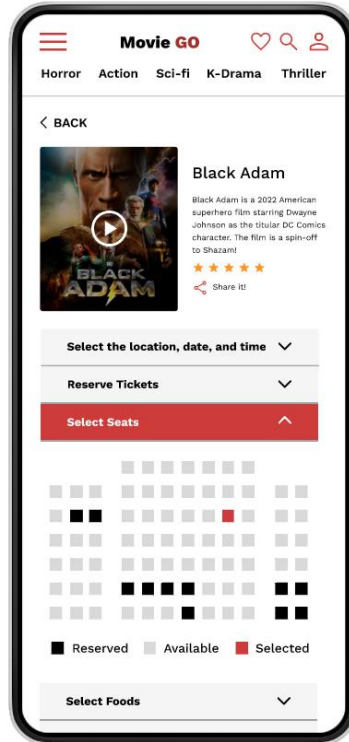 Movie GO
Horror Action Sci-fi K-Drama Thriller
< BACK
BLACK
ADAM
Black Adam
Black Adam is a 2022 American
superhero film starring Dwayne
Johnson as the titular DC Comics
character. The film is a spin-off
to Shazam!
Share it!
Select the location, date, and time
Reserve Tickets
Select Seats
Reserved Available Selected
Select Foods